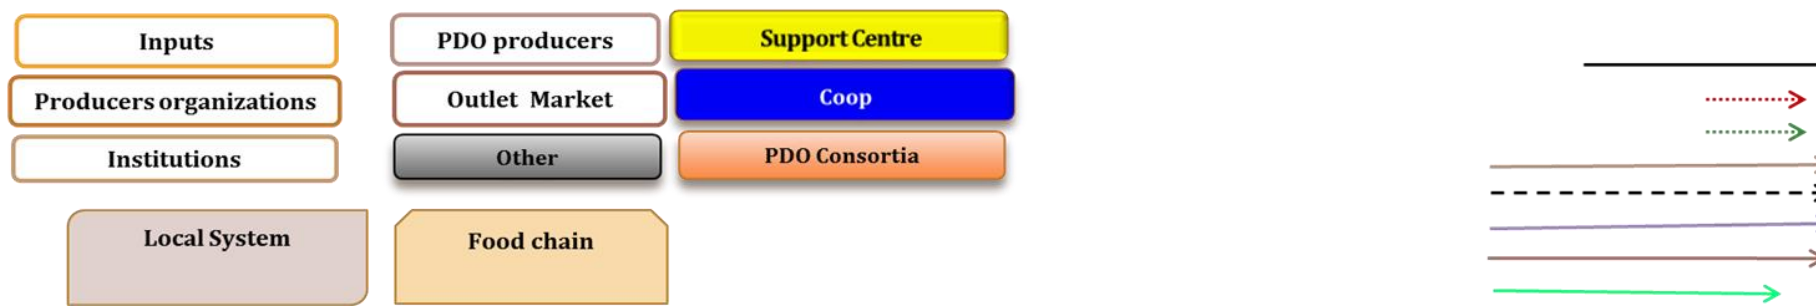 Inputs
PDO producers
Support Centre
Producers organizations
Outlet Market
Coop
Institutions
Other
PDO Consortia
Local System
Food chain